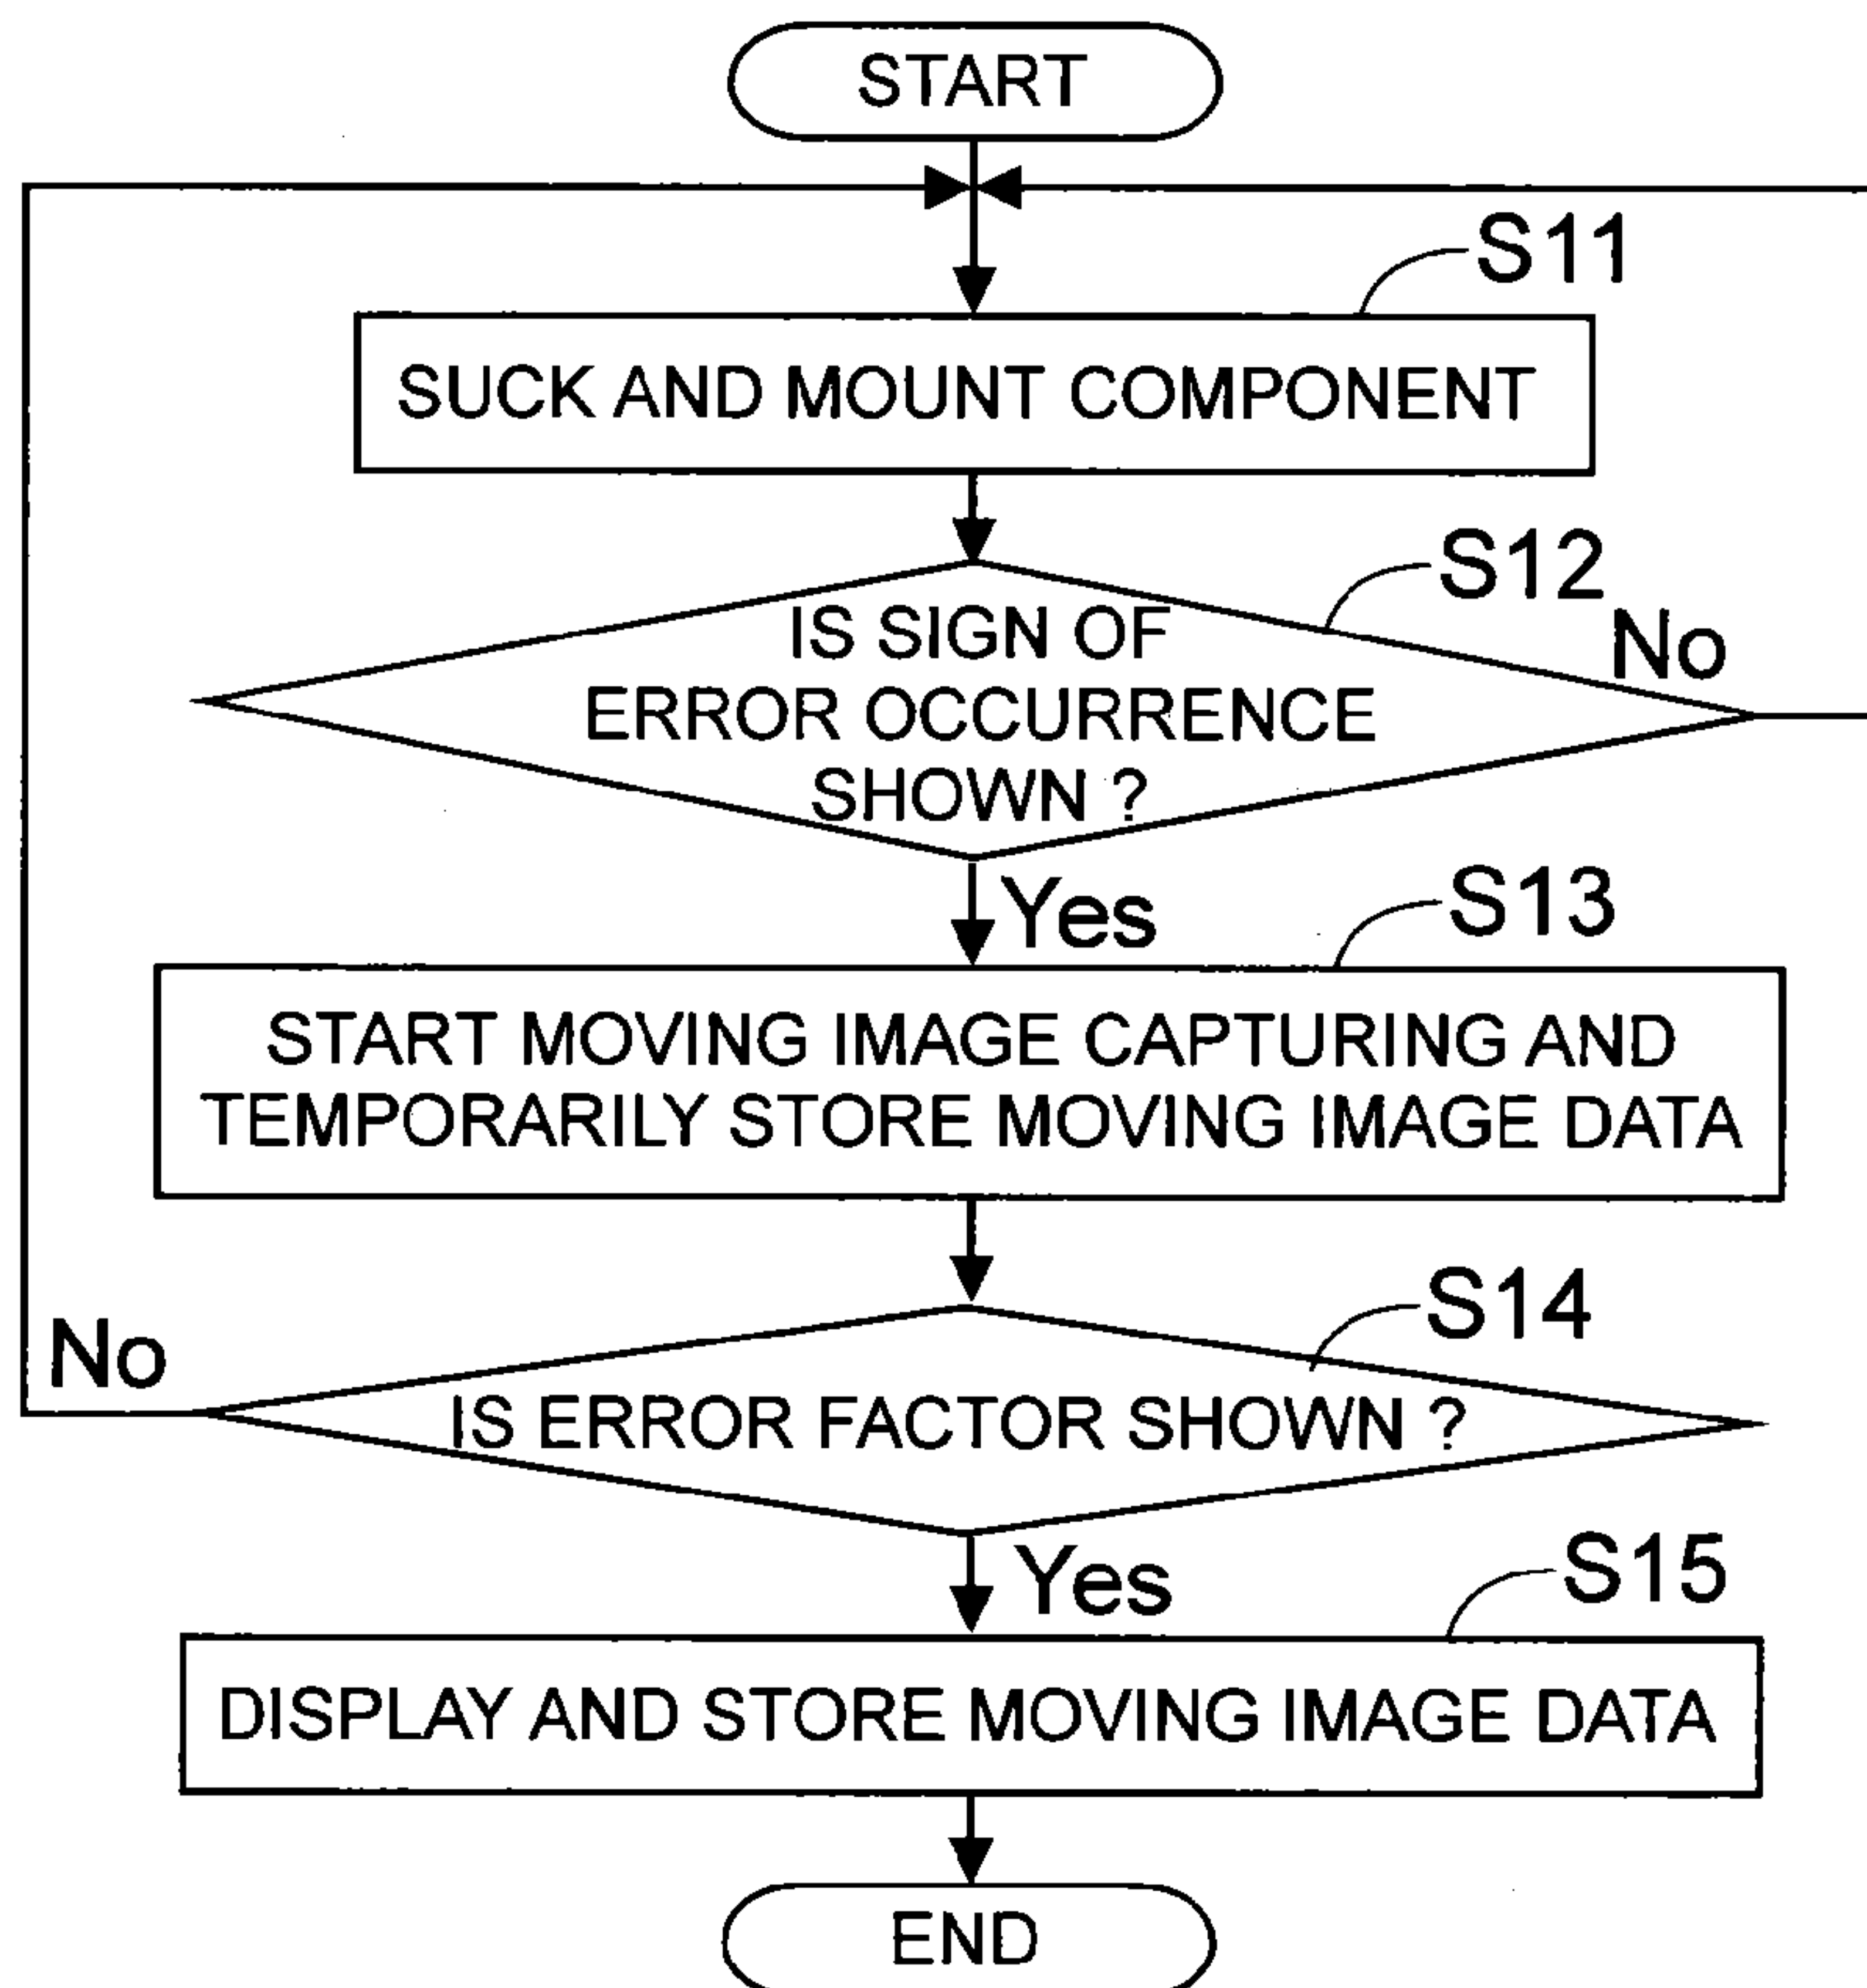 START
S11
SUCK AND MOUNT COMPONENT
S12
No
IS SIGN OF
ERROR OCCURRENCE
SHOWN ?
Yes
S13
START MOVING IMAGE CAPTURING AND
TEMPORARILY STORE MOVING IMAGE DATA
S14
No
IS ERROR FACTOR SHOWN ?
Yes
S15
DISPLAY AND STORE MOVING IMAGE DATA
END